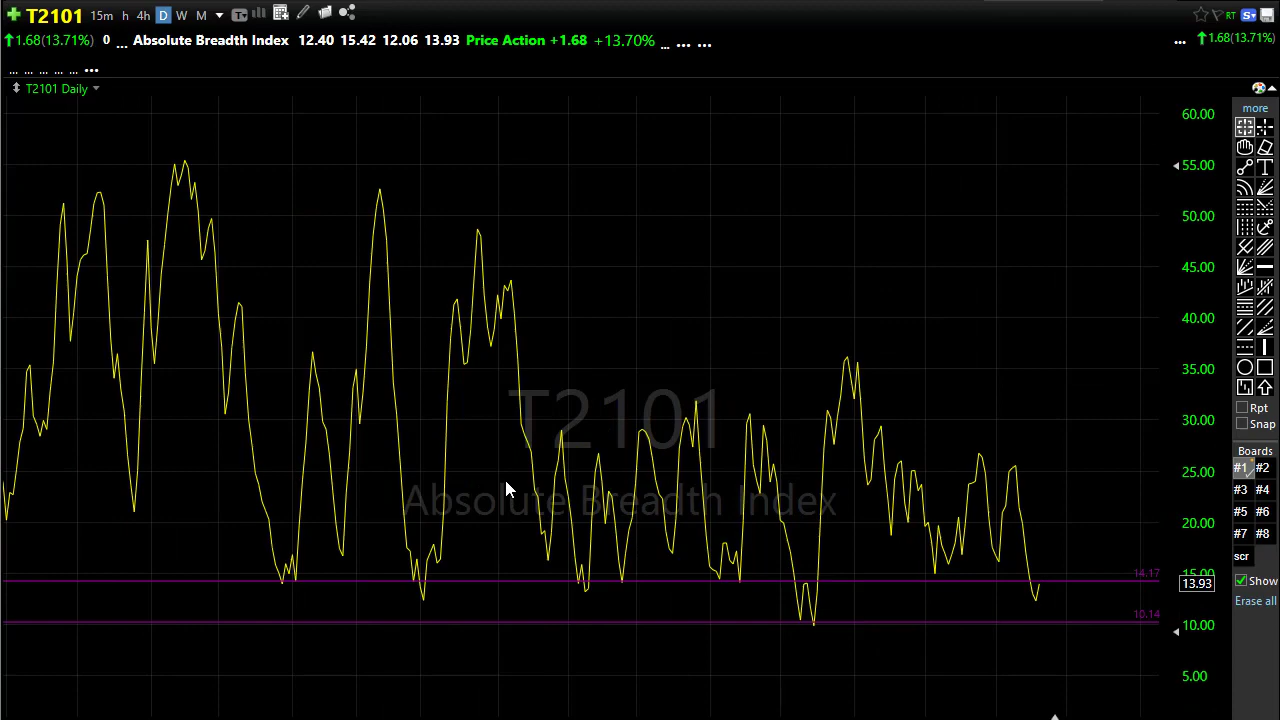 T2101 15m h 4h D W M RT S
1.68(13.71%) 0 ... Absolute Breadth Index 12.40 15.42 12.06 13.93 Price Action +1.68 +13.70% ... ... ... ... 1.68(13.71%)
... ... ... ... ... ...
T2101 Daily
more
60.00
55.00
50.00
45.00
40.00
35.00
30.00
25.00
20.00
15.00
14.17
13.93
10.14
10.00
5.00
T2101
Absolute Breadth Index
T
Rpt
Snap
Boards
#1 #2
#3 #4
#5 #6
#7 #8
scr
Show
Erase all